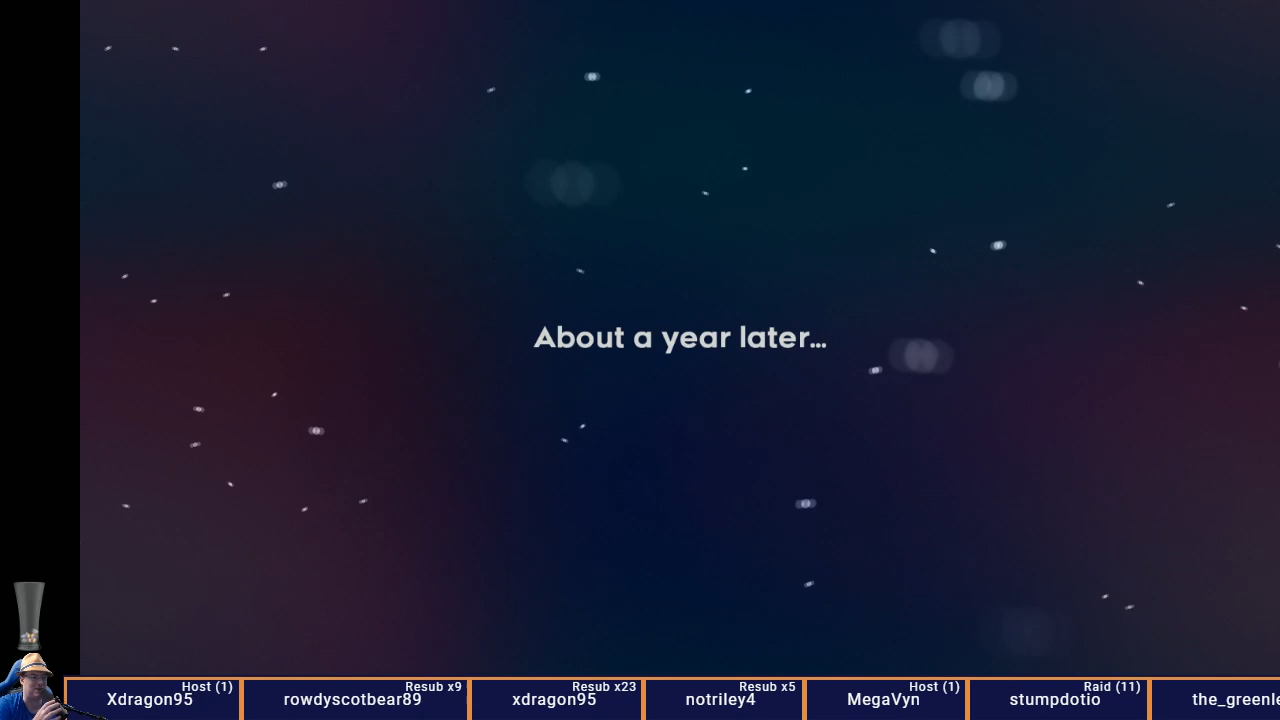 About a year later...
Host (1)
Xdragon95
Resub x9
rowdyscotbear89
Resub x23
xdragon95
Resub x5
notriley4
Host (1)
MegaVyn
Raid (11)
stumpdotio
the_greenle